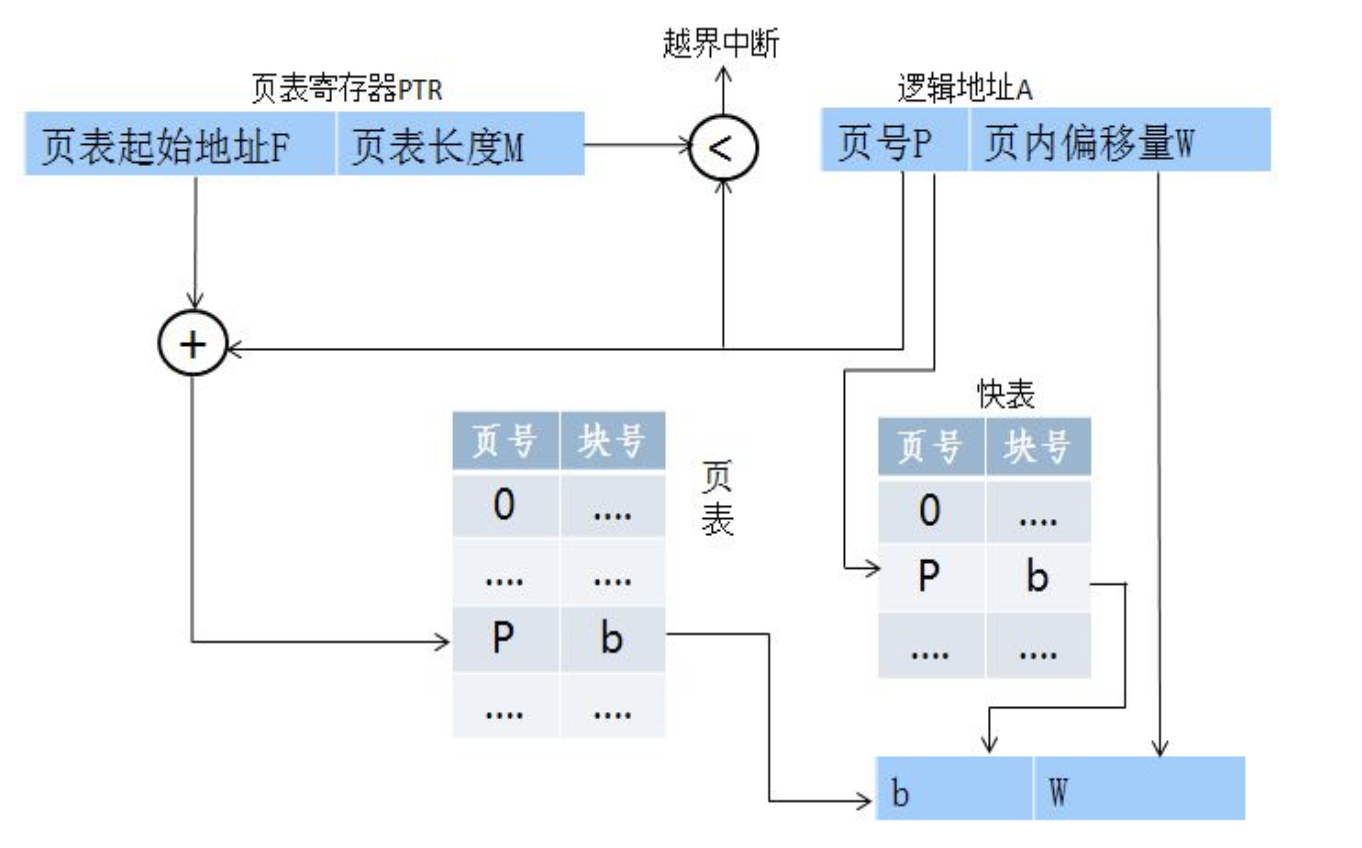 越界中断
页表寄存器PTR
逻辑地址A
页表起始地址F 页表长度M
<
页号P 页内偏移量W
+
快表
页号 块号
0 ....
.... ....
P b
.... ....
页
表
页号 块号
0 ....
P b
.... ....
b W